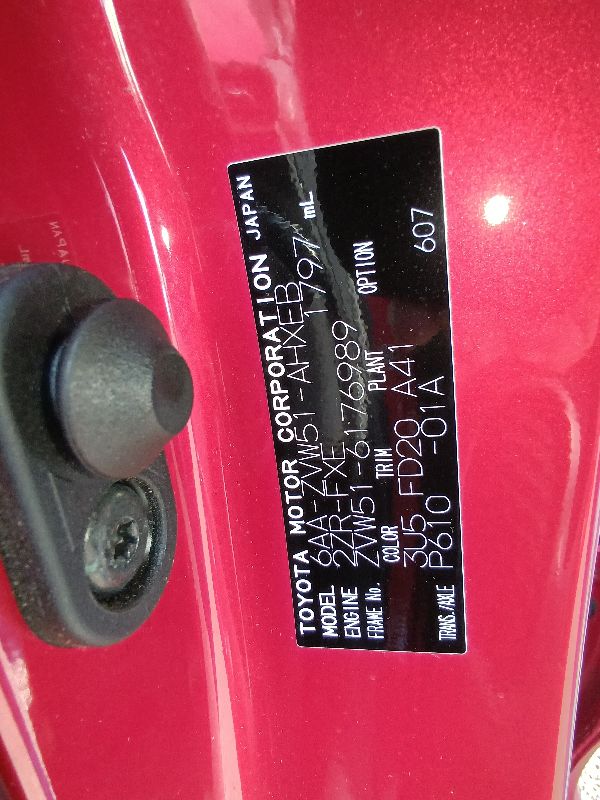 TOYOTA MOTOR CORPORATION JAPAN
MODEL 6AA-ZVW51-AHXEB
ENGINE 2ZR-FXE 1797 mL
FRAME No. ZVW51-6176989
COLOR TRIM PLANT OPTION
3U5 FD20 A41
TRANS./AXLE P610 -01A 607